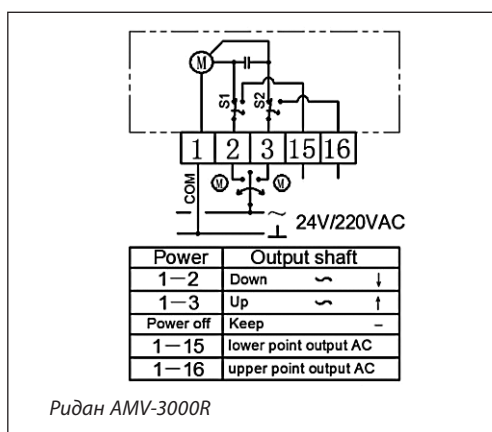 M
S1
S2
1 2 3 15 16
COM
M M
~
24V/220VAC
Power Output shaft
1—2 Down ~ ↓
1—3 Up ~ ↑
Power off Keep –
1—15 lower point output AC
1—16 upper point output AC
Ридан AMV-3000R